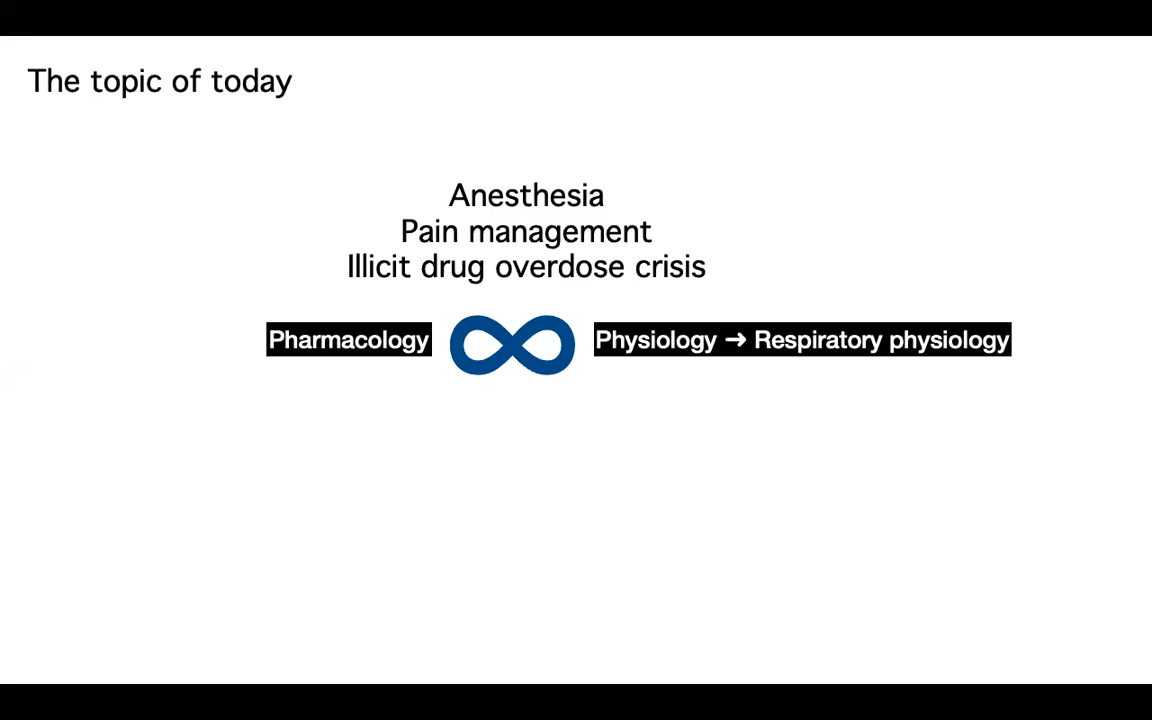 The topic of today
Anesthesia
Pain management
Illicit drug overdose crisis
Pharmacology
Physiology → Respiratory physiology